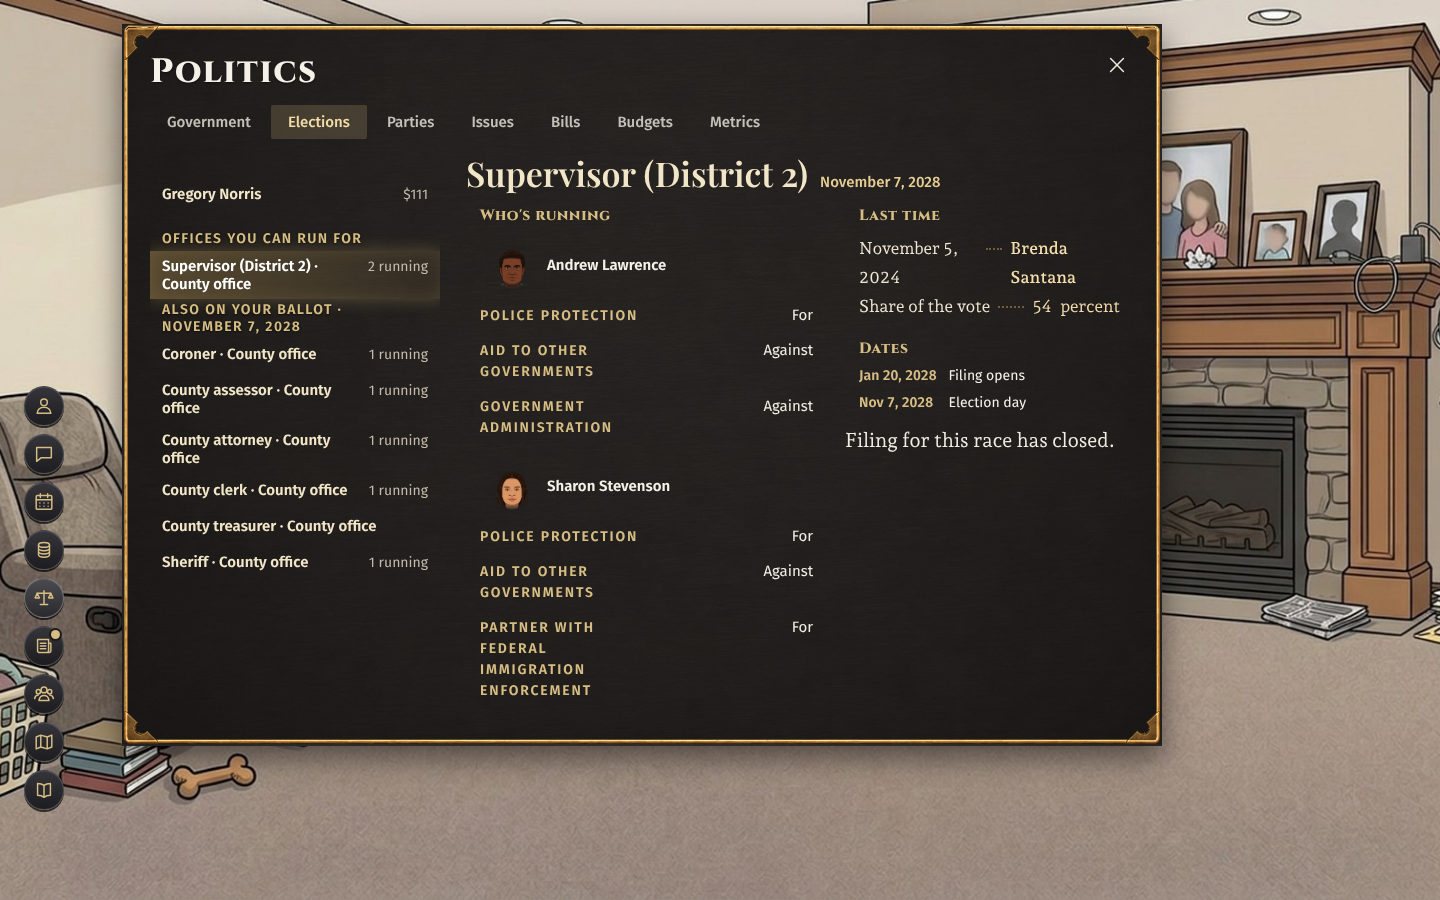 Politics
Government Elections Parties Issues Bills Budgets Metrics
Gregory Norris $111
OFFICES YOU CAN RUN FOR
Supervisor (District 2) · 2 running
County office
ALSO ON YOUR BALLOT ·
NOVEMBER 7, 2028
Coroner · County office 1 running
County assessor · County 1 running
office
County attorney · County 1 running
office
County clerk · County office 1 running
County treasurer · County office
Sheriff · County office 1 running
Supervisor (District 2) November 7, 2028
Who's running
Andrew Lawrence
POLICE PROTECTION For
AID TO OTHER Against
GOVERNMENTS
GOVERNMENT Against
ADMINISTRATION
Sharon Stevenson
POLICE PROTECTION For
AID TO OTHER Against
GOVERNMENTS
PARTNER WITH For
FEDERAL
IMMIGRATION
ENFORCEMENT
Last time
November 5, ····· Brenda
2024 Santana
Share of the vote ······· 54 percent
Dates
Jan 20, 2028 Filing opens
Nov 7, 2028 Election day
Filing for this race has closed.